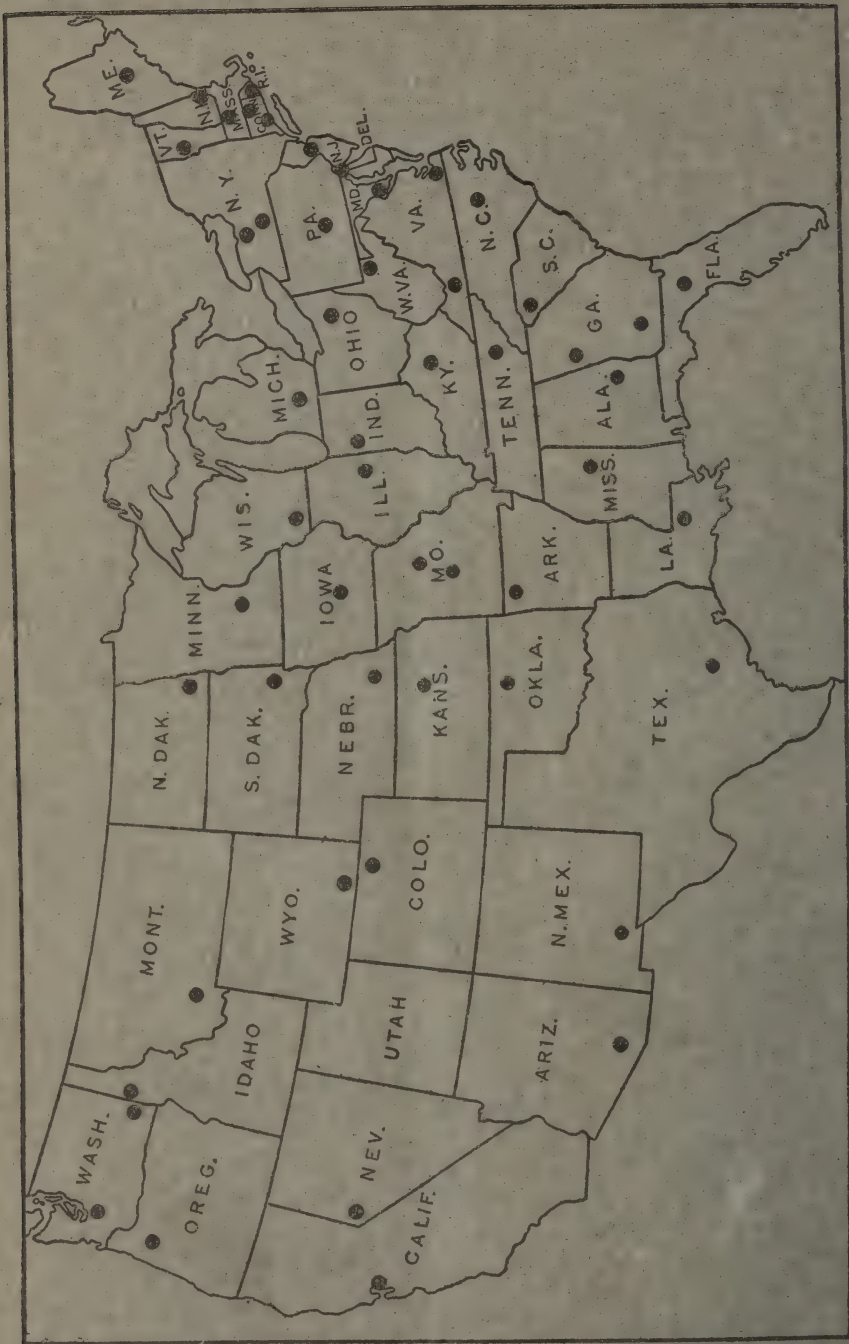 WASH.
OREG.
CALIF.
NEV.
IDAHO
MONT.
WYO.
UTAH
ARIZ.
COLO.
N.MEX.
N. DAK.
S. DAK.
NEBR.
KANS.
OKLA.
TEX.
MINN.
IOWA
MO.
ARK.
LA.
WIS.
ILL.
MISS.
MICH.
IND.
KY.
TENN.
ALA.
OHIO
W.VA.
GA.
FLA.
S.C.
N.C.
VA.
MD.
DEL.
PA.
N.J.
N.Y.
VT.
MASS.
CONN.
R.I.
ME.